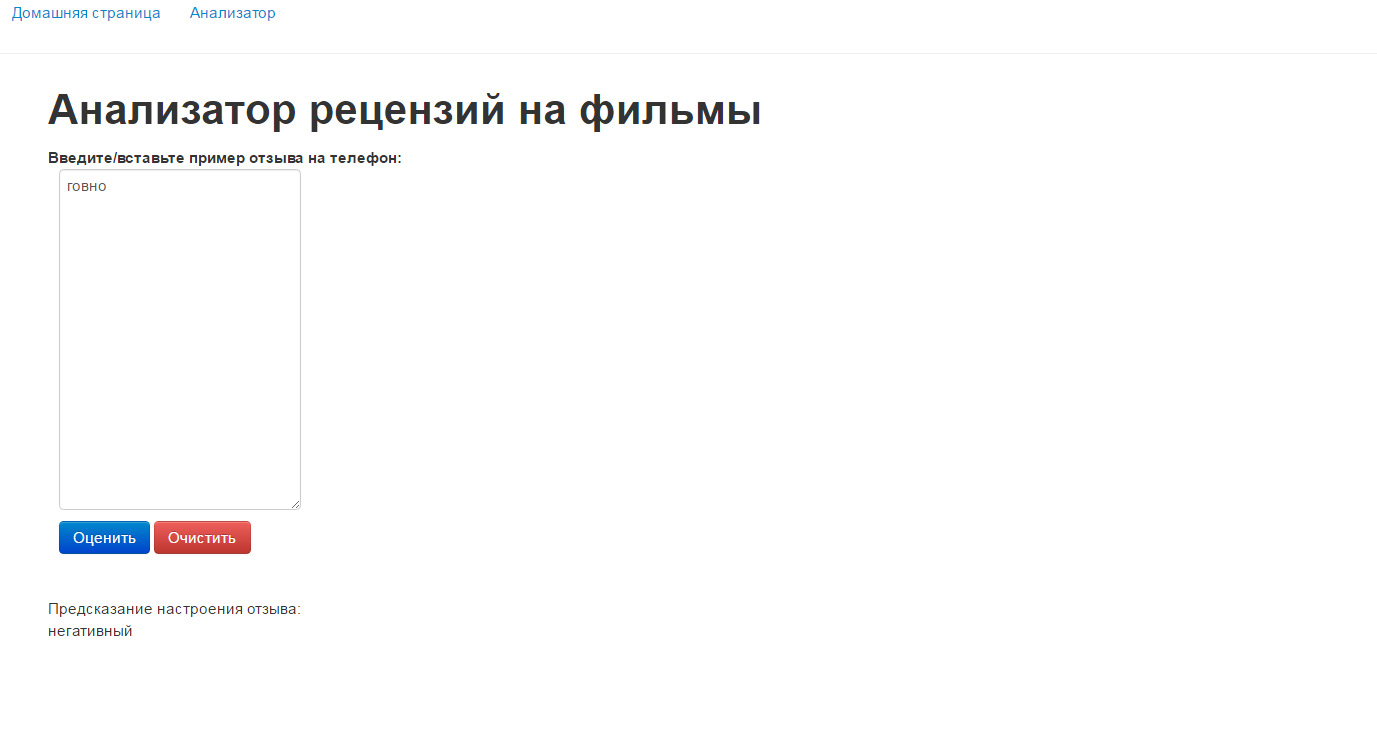 Домашняя страница Анализатор
Анализатор рецензий на фильмы
Введите/вставьте пример отзыва на телефон:
говно
Оценить Очистить
Предсказание настроения отзыва:
негативный